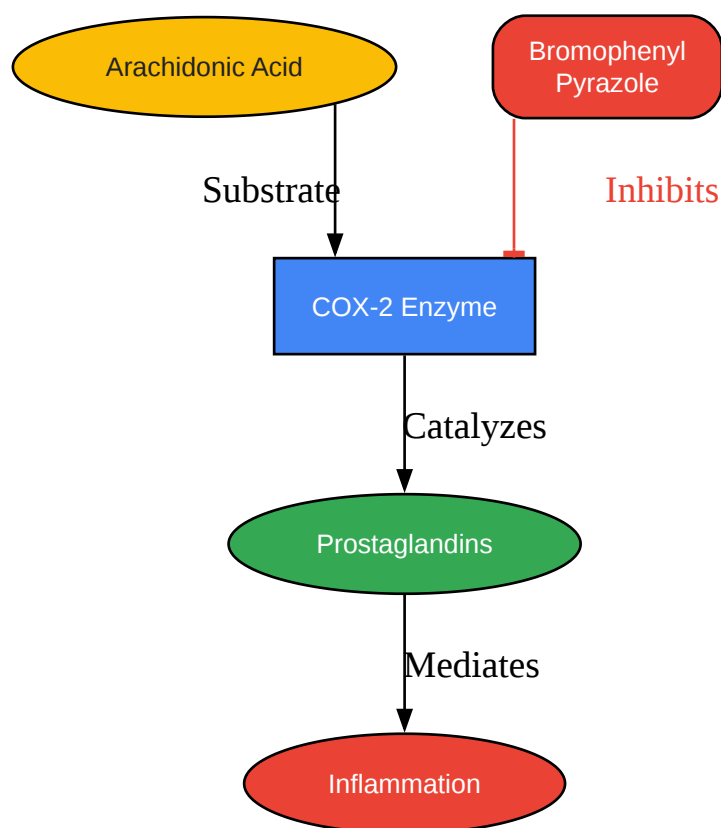 Arachidonic Acid
Bromophenyl
Pyrazole
Substrate
Inhibits
COX-2 Enzyme
Catalyzes
Prostaglandins
Mediates
Inflammation